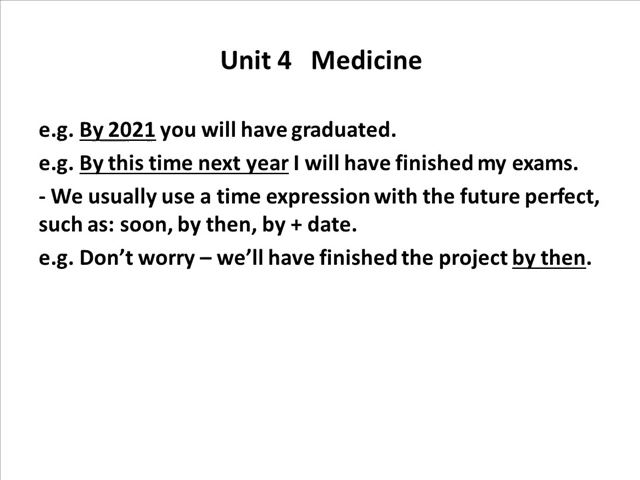 Unit 4   Medicine
e.g. By 2021 you will have graduated.
e.g. By this time next year I will have finished my exams.
- We usually use a time expression with the future perfect,
such as: soon, by then, by + date.
e.g. Don’t worry – we’ll have finished the project by then.